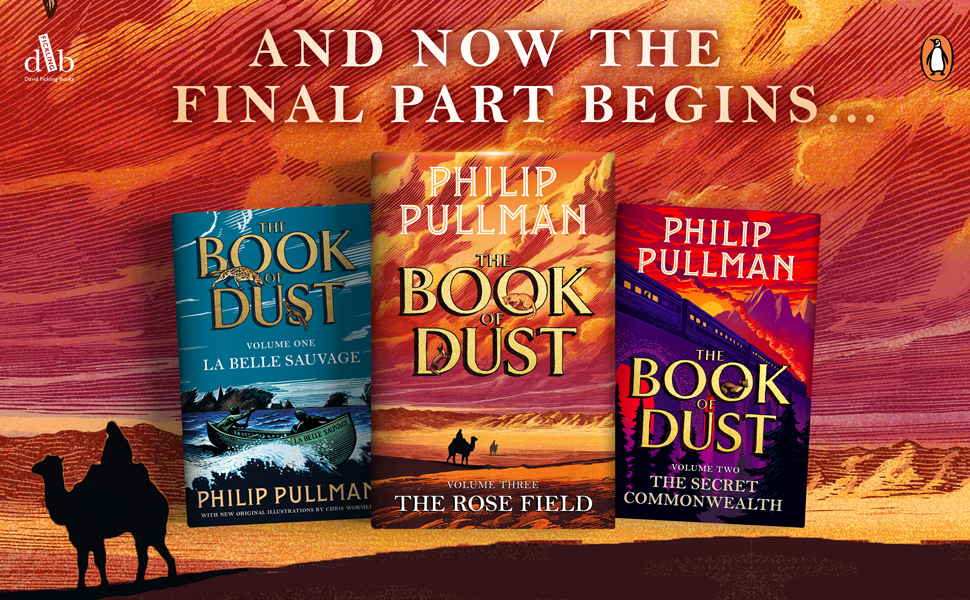 AND NOW THE
FINAL PART BEGINS...
d PICKLING b
David Fickling Books
THE
BOOK
OF
DUST
VOLUME ONE
LA BELLE SAUVAGE
LA BELLE SAUVAGE
PHILIP PULLMAN
WITH NEW ORIGINAL ILLUSTRATIONS BY CHRIS WORMEL
PHILIP
PULLMAN
THE
BOOK
OF
DUST
VOLUME THREE
THE ROSE FIELD
PHILIP
PULLMAN
THE
BOOK
OF
DUST
VOLUME TWO
THE SECRET
COMMONWEALTH